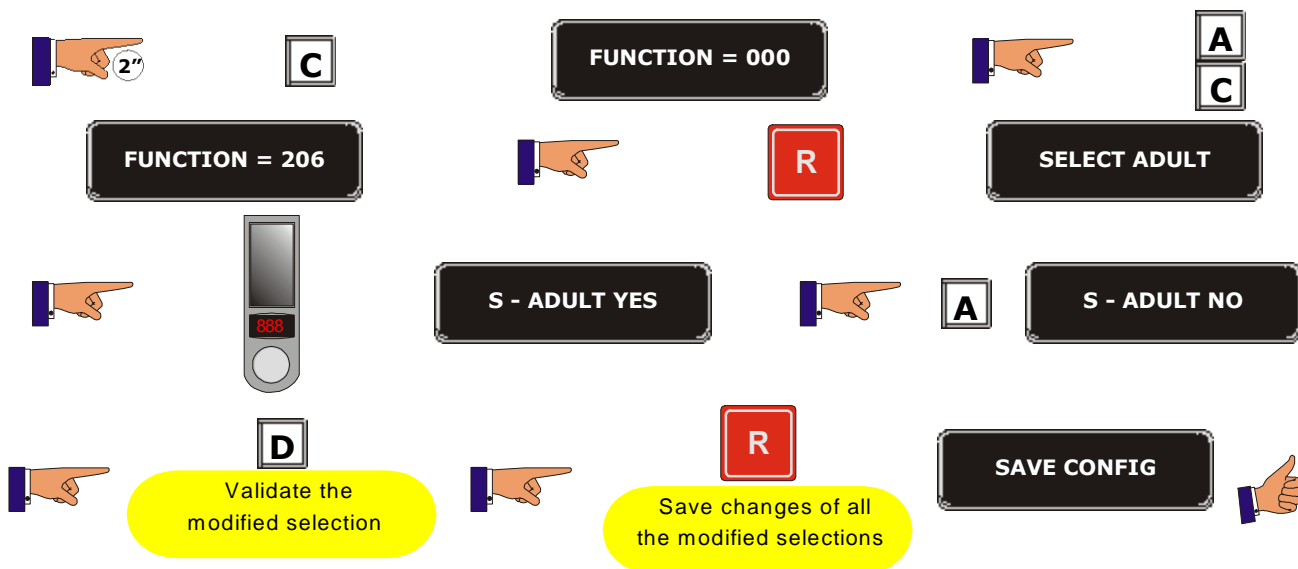 2”
C
FUNCTION = 000
A
C
FUNCTION = 206
R
SELECT ADULT
888
S - ADULT YES
A
S - ADULT NO
D
Validate the
modified selection
R
Save changes of all
the modified selections
SAVE CONFIG